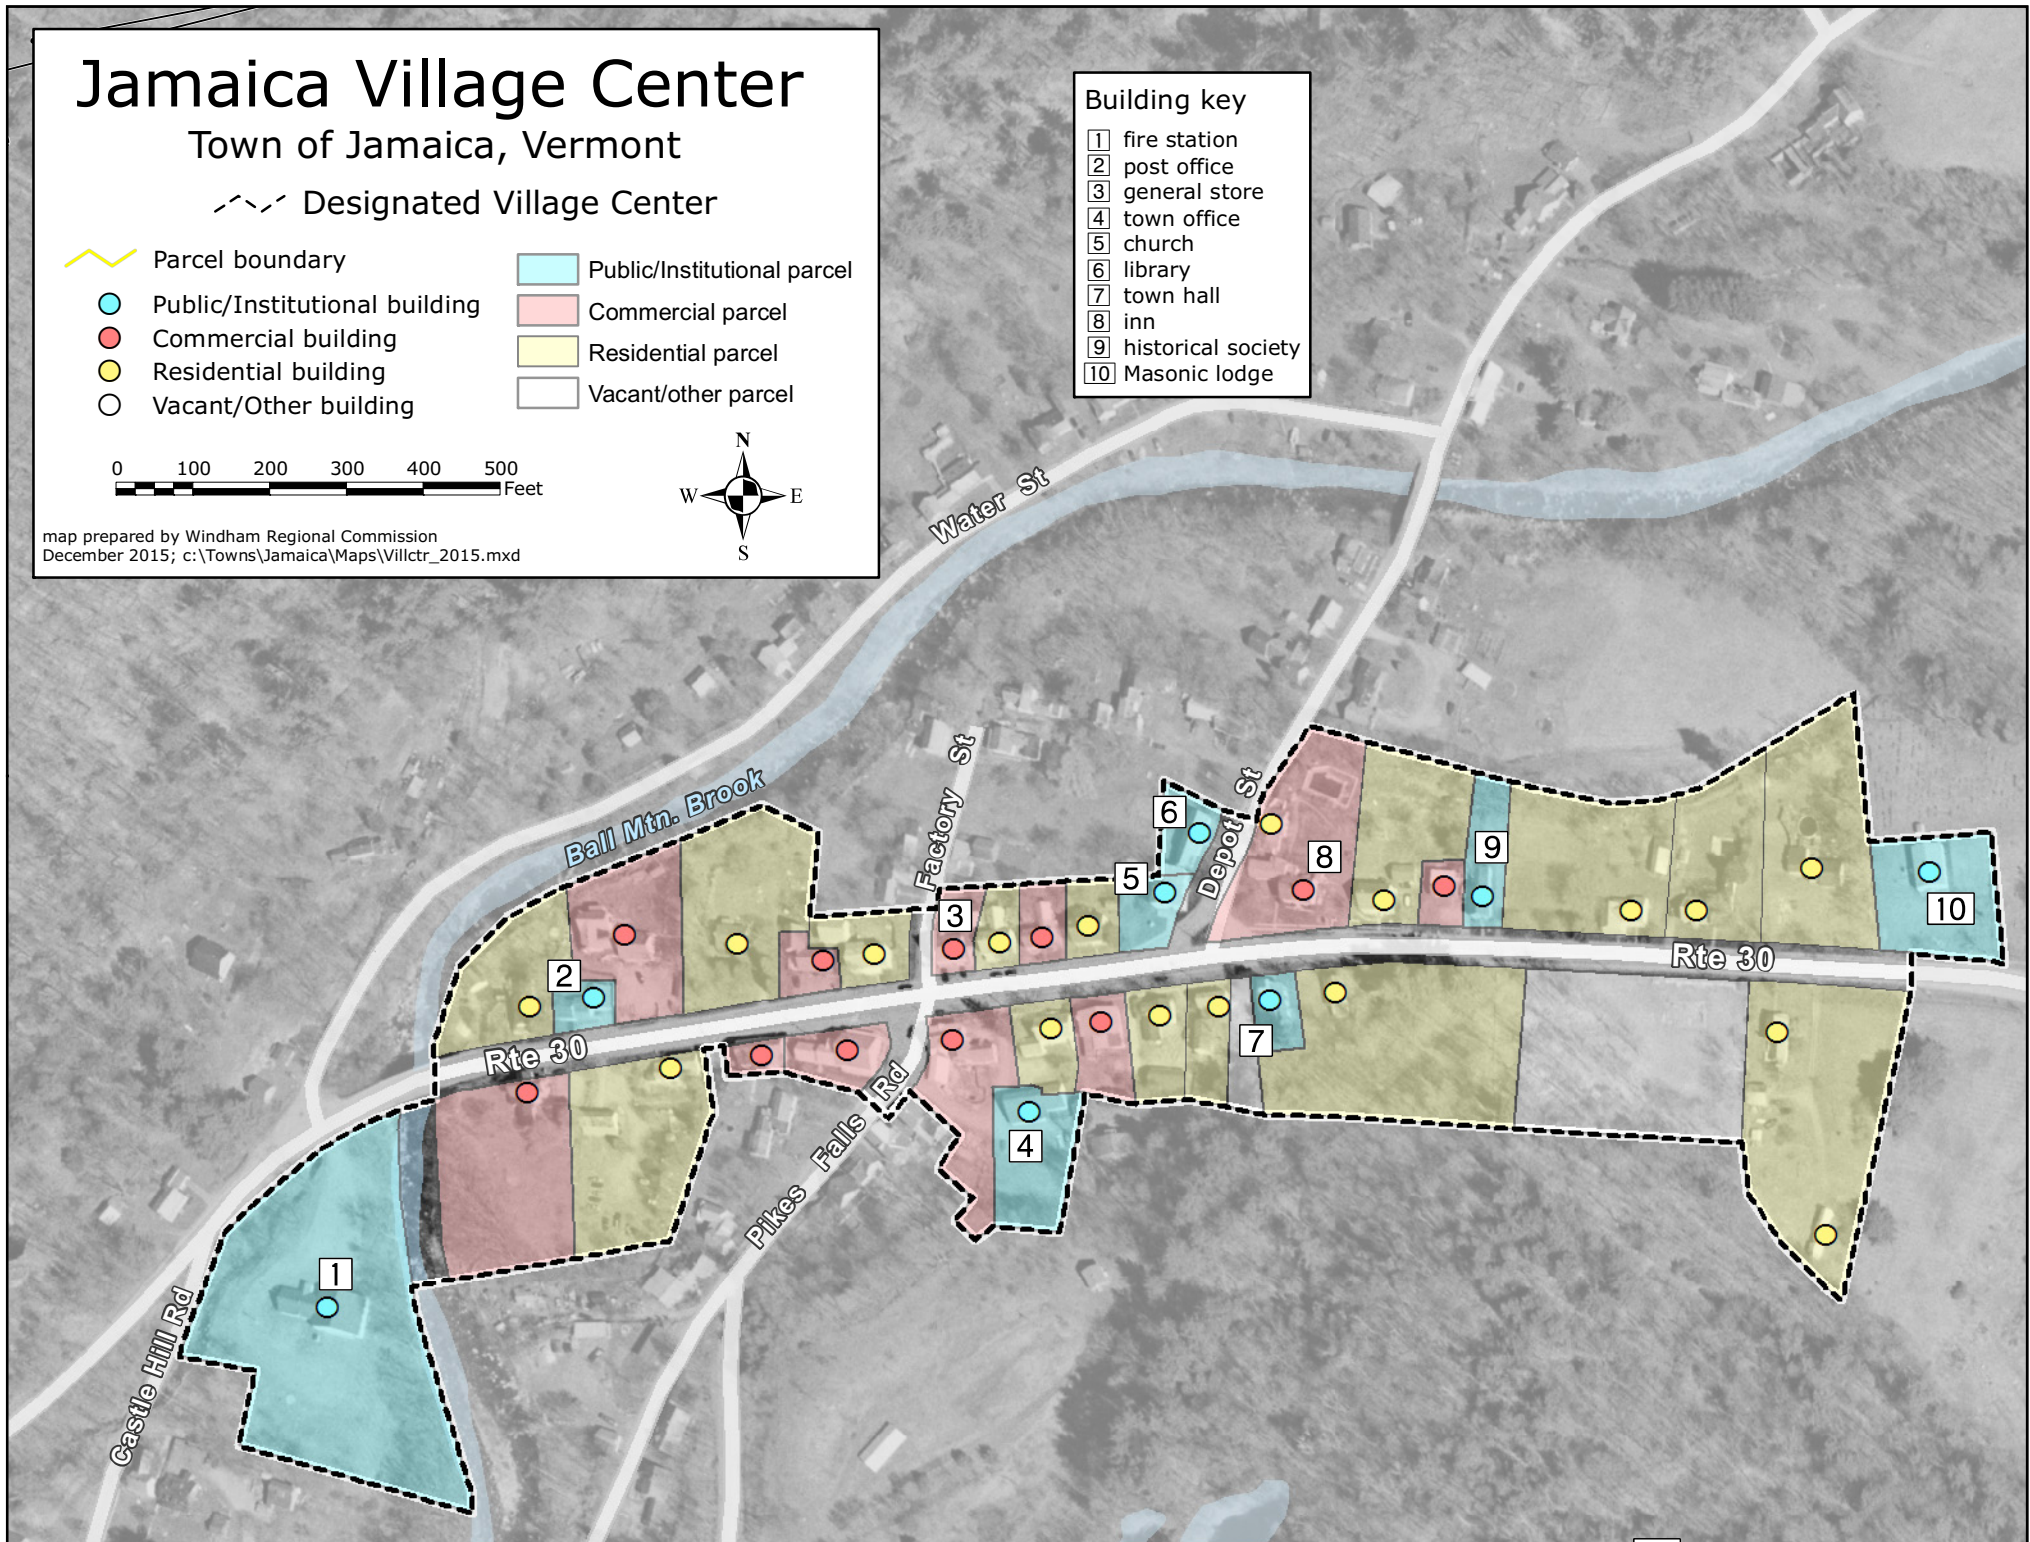 Jamaica Village Center
Town of Jamaica, Vermont
Designated Village Center
Parcel boundary
Public/Institutional building
Commercial building
Residential building
Vacant/Other building
Public/Institutional parcel
Commercial parcel
Residential parcel
Vacant/other parcel
0 100 200 300 400 500
Feet
N
W E
S
map prepared by Windham Regional Commission
December 2015; c:\Towns\Jamaica\Maps\Villctr_2015.mxd
Building key
1 fire station
2 post office
3 general store
4 town office
5 church
6 library
7 town hall
8 inn
9 historical society
10 Masonic lodge
Water St
Ball Mtn. Brook
Factory St
Depot St
6
5
8
9
3
10
2
Rte 30
Rte 30
7
4
Pikes Falls Rd
1
Castle Hill Rd